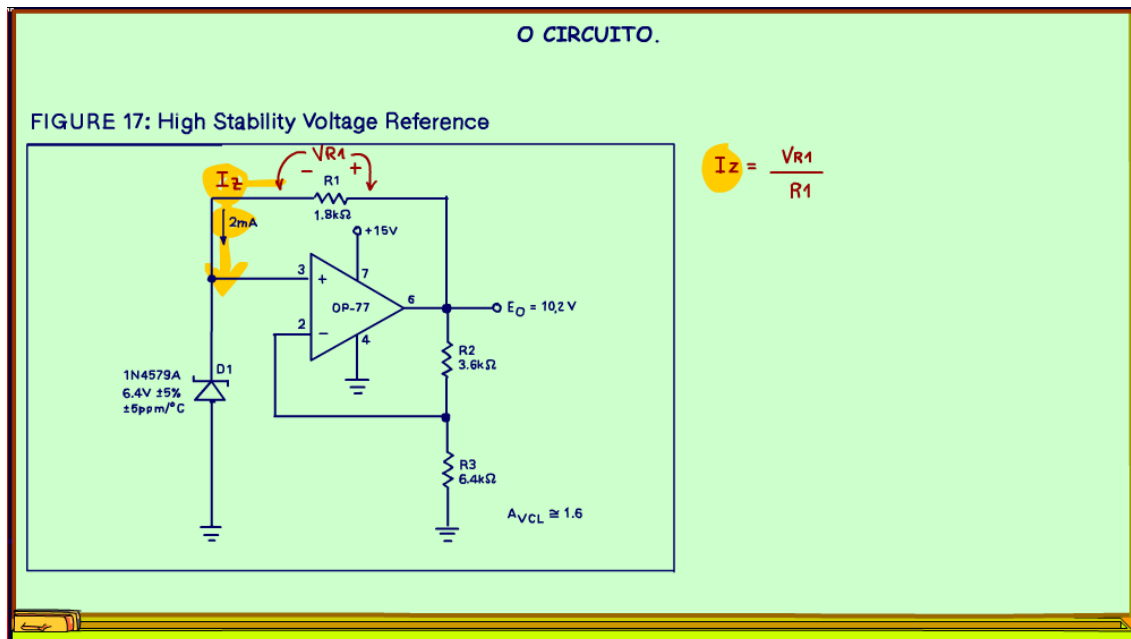 O CIRCUITO.
FIGURE 17: High Stability Voltage Reference
VR1
- +
Iz
R1
1.8kΩ
2mA
+15V
3
+
7
OP-77
6
E_O = 10,2 V
2
−
4
R2
3.6kΩ
1N4579A
D1
6.4V ±5%
±5ppm/°C
R3
6.4kΩ
A_VCL ≅ 1.6
Iz = VR1
R1